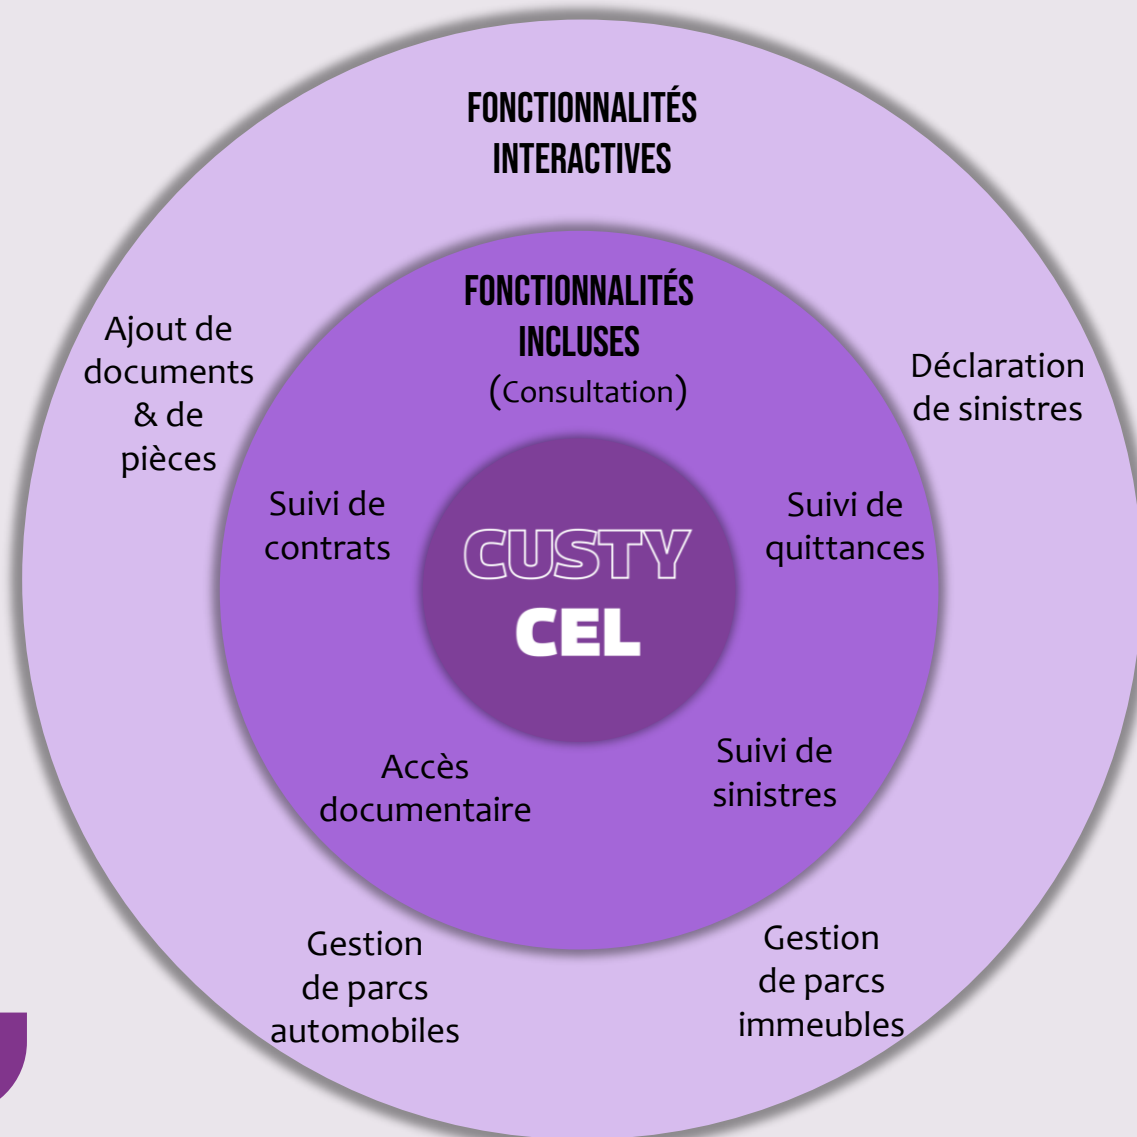 FONCTIONNALITÉS
INTERACTIVES
FONCTIONNALITÉS
INCLUSES
(Consultation)
Ajout de
documents
& de
pièces
Déclaration
de sinistres
Suivi de
contrats
CUSTY
CEL
Suivi de
quittances
Accès
documentaire
Suivi de
sinistres
Gestion
de parcs
automobiles
Gestion
de parcs
immeubles